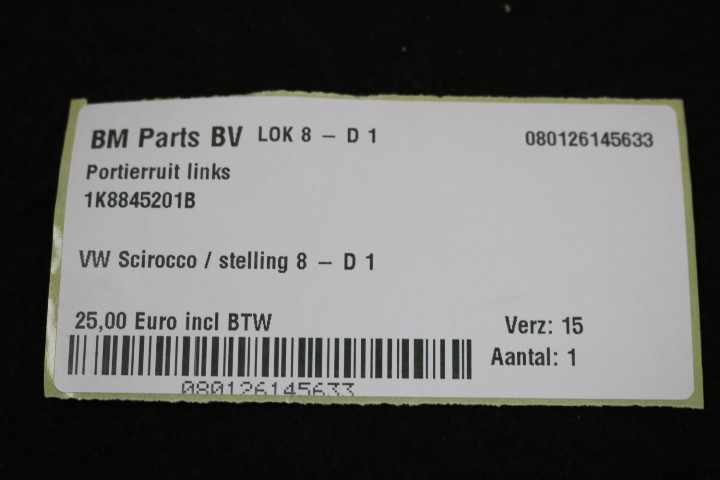 BM Parts BV LOK 8 – D 1 080126145633
Portierruit links
1K8845201B
VW Scirocco / stelling 8 – D 1
25,00 Euro incl BTW Verz: 15
Aantal: 1
080126145633